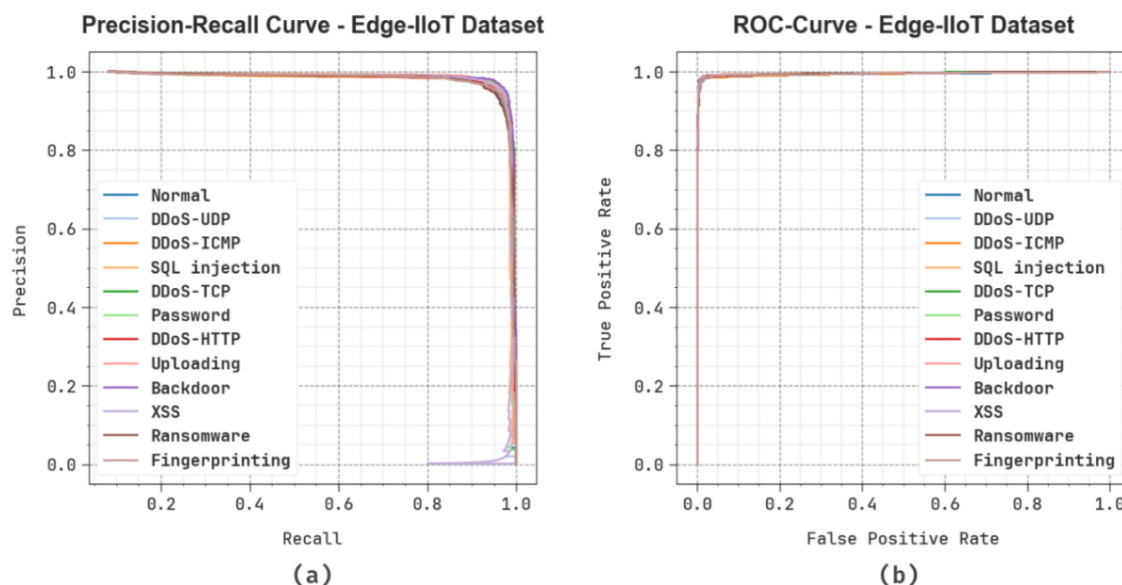 Precision-Recall Curve - Edge-IIoT Dataset
1.0
0.8
0.6
0.4
0.2
0.0
Precision
Normal
DDoS-UDP
DDoS-ICMP
SQL injection
DDoS-TCP
Password
DDoS-HTTP
Uploading
Backdoor
XSS
Ransomware
Fingerprinting
0.2 0.4 0.6 0.8 1.0
Recall
(a)
ROC-Curve - Edge-IIoT Dataset
1.0
0.8
0.6
0.4
0.2
0.0
True Positive Rate
Normal
DDoS-UDP
DDoS-ICMP
SQL injection
DDoS-TCP
Password
DDoS-HTTP
Uploading
Backdoor
XSS
Ransomware
Fingerprinting
0.0 0.2 0.4 0.6 0.8 1.0
False Positive Rate
(b)